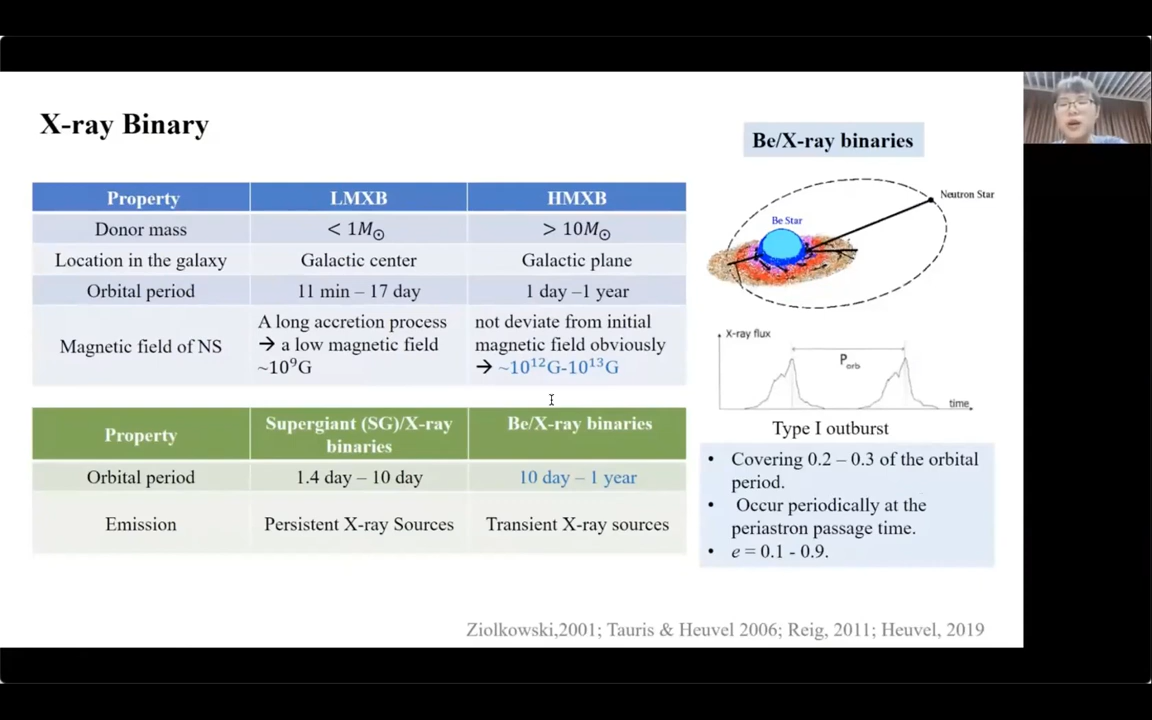 X-ray Binary
Property LMXB HMXB
Donor mass < 1M☉ > 10M☉
Location in the galaxy Galactic center Galactic plane
Orbital period 11 min – 17 day 1 day –1 year
Magnetic field of NS
A long accretion process
→ a low magnetic field
~10⁹G
not deviate from initial
magnetic field obviously
→ ~10¹²G-10¹³G
Property
Supergiant (SG)/X-ray
binaries
Be/X-ray binaries
Orbital period 1.4 day – 10 day 10 day – 1 year
Emission Persistent X-ray Sources Transient X-ray sources
Be/X-ray binaries
Neutron Star
Be Star
X-ray flux
Porb
time
Type I outburst
• Covering 0.2 – 0.3 of the orbital
period.
• Occur periodically at the
periastron passage time.
• e = 0.1 - 0.9.
Ziolkowski,2001; Tauris & Heuvel 2006; Reig, 2011; Heuvel, 2019